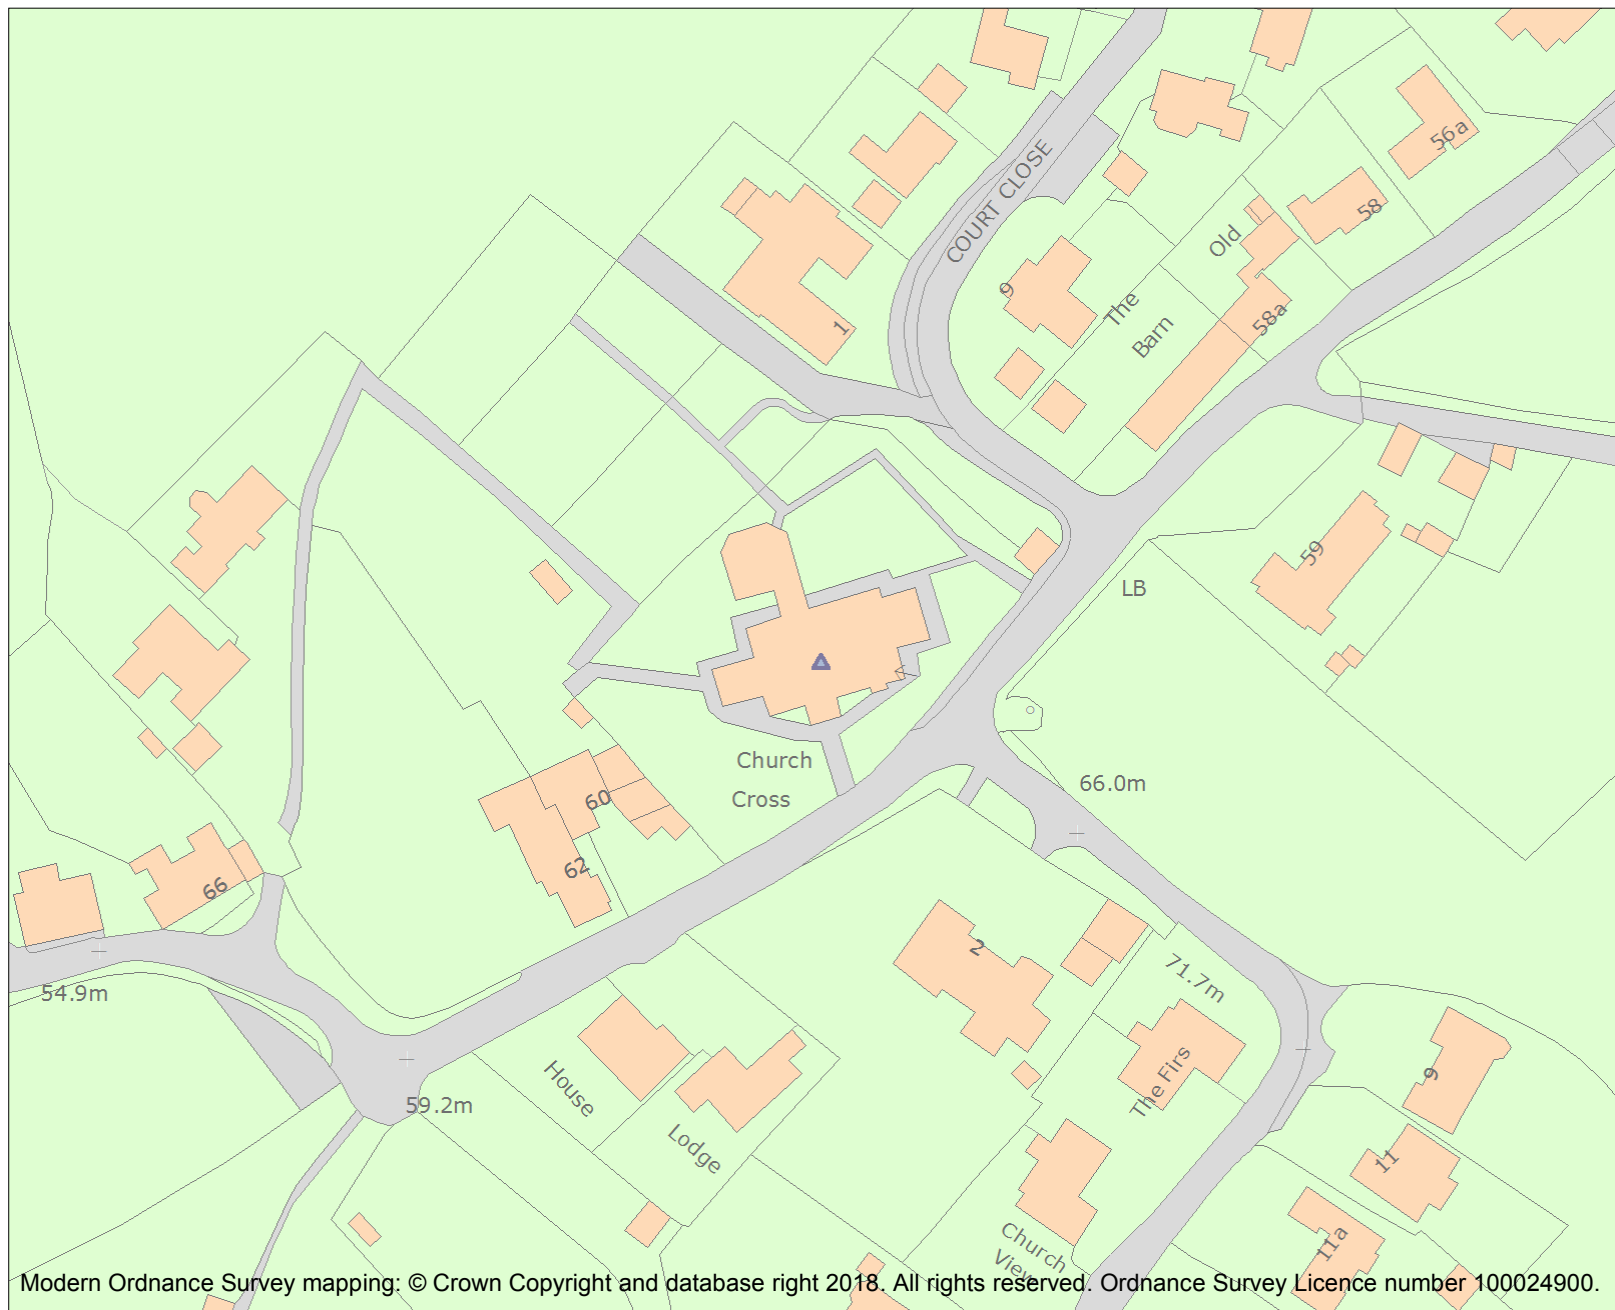 COURT CLOSE
56a
58
Old
58a
The
Barn
9
1
59
LB
Church
Cross
66.0m
60
62
66
54.9m
59.2m
House
Lodge
2
71.7m
The Firs
9
11
11a
Church
View
Modern Ordnance Survey mapping: © Crown Copyright and database right 2018. All rights reserved. Ordnance Survey Licence number 100024900.